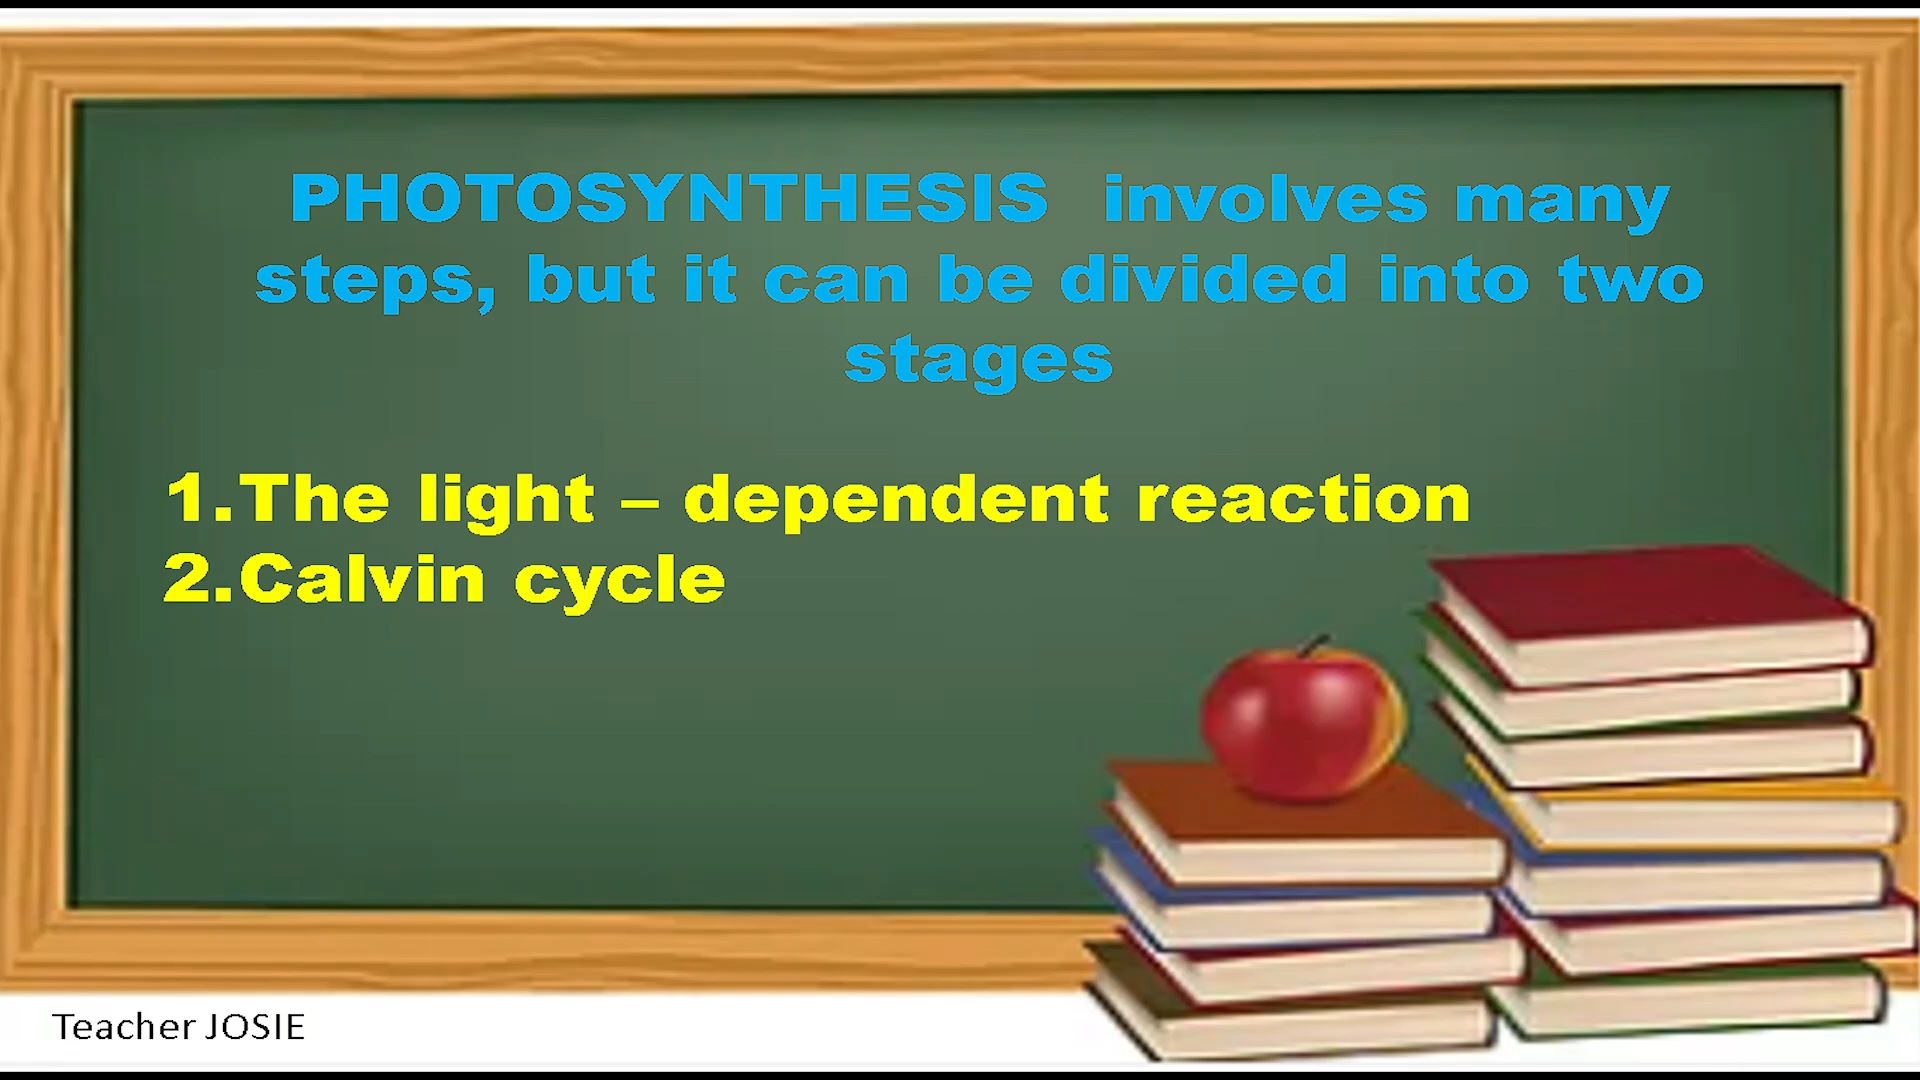 PHOTOSYNTHESIS involves many
steps, but it can be divided into two
stages
1.The light – dependent reaction
2.Calvin cycle
Teacher JOSIE